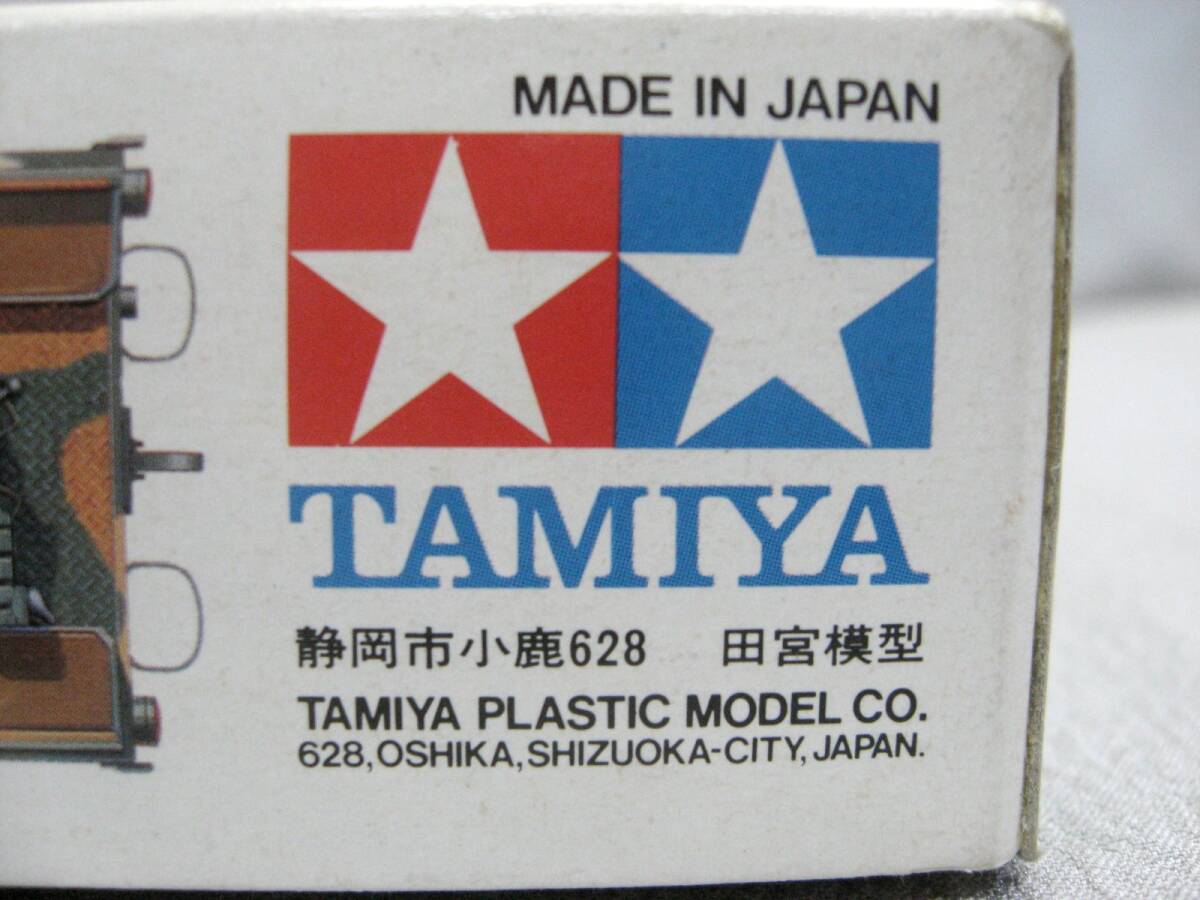 MADE IN JAPAN
TAMIYA
静岡市小鹿628 田宮模型
TAMIYA PLASTIC MODEL CO.
628,OSHIKA,SHIZUOKA-CITY,JAPAN.